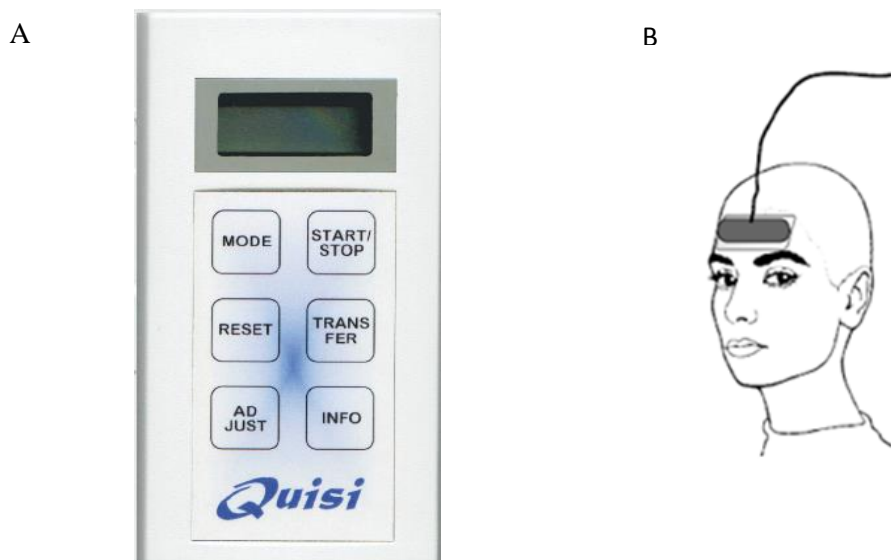 A
B
MODE
START/
STOP
RESET
TRANS
FER
AD
JUST
INFO
Quisi